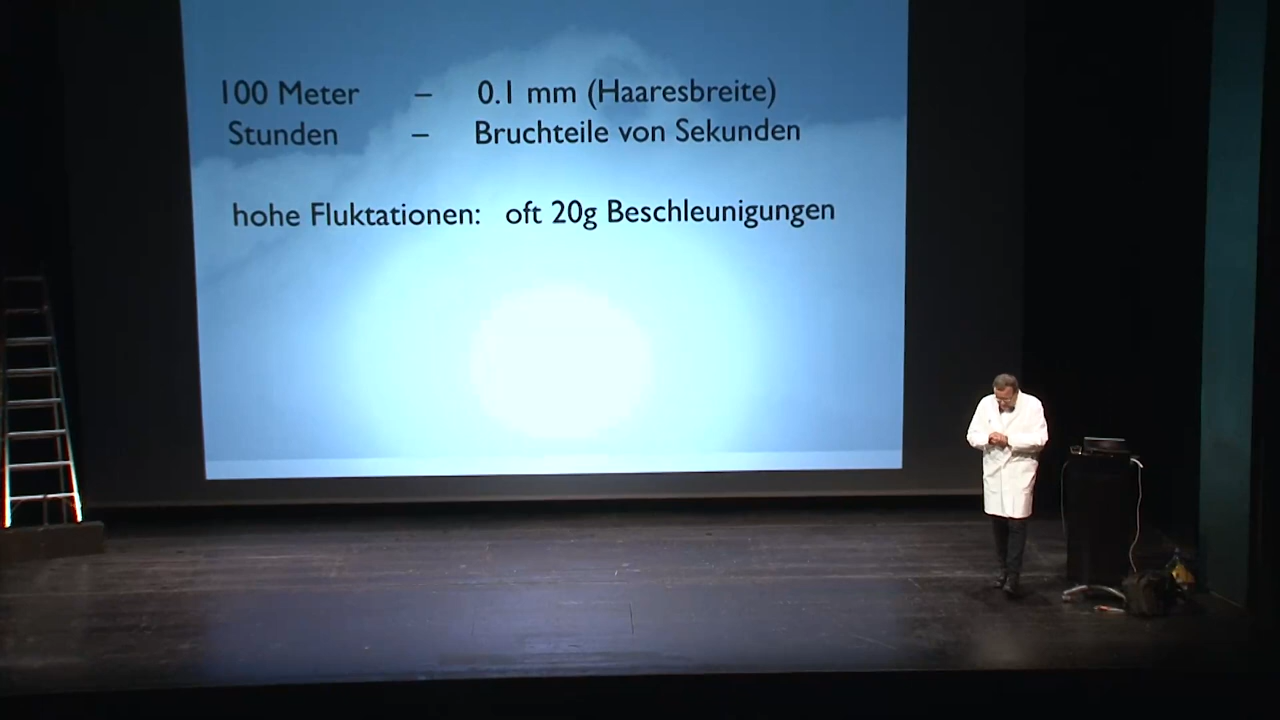 100 Meter – 0.1 mm (Haaresbreite)
Stunden – Bruchteile von Sekunden
hohe Fluktationen: oft 20g Beschleunigungen